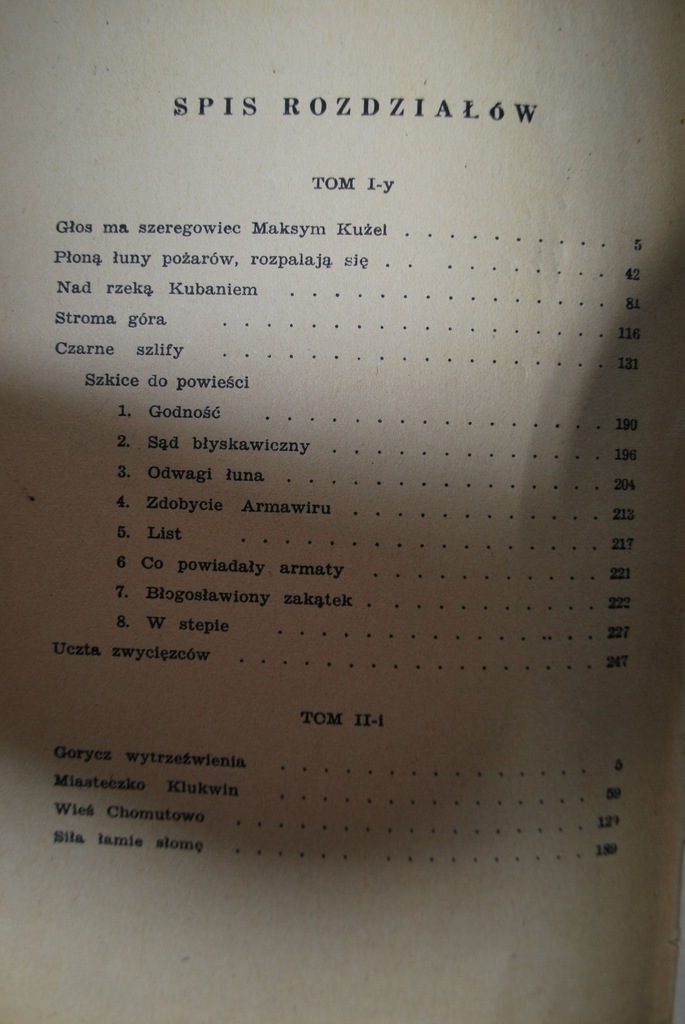 SPIS ROZDZIAŁÓW
TOM I-y
Głos ma szeregowiec Maksym Kużel . . . . . . . . . . 5
Płoną łuny pożarów, rozpalają się . . . . . . . . . . 42
Nad rzeką Kubaniem . . . . . . . . . . . . . . . 81
Stroma góra . . . . . . . . . . . . . . . . . 116
Czarne szlify . . . . . . . . . . . . . . . . . 131
Szkice do powieści
1. Godność . . . . . . . . . . . . . . . 190
2. Sąd błyskawiczny . . . . . . . . . . . . 196
3. Odwagi łuna . . . . . . . . . . . . . . 204
4. Zdobycie Armawiru . . . . . . . . . . . 213
5. List . . . . . . . . . . . . . . . . 217
6 Co powiadały armaty . . . . . . . . . . 221
7. Błogosławiony zakątek . . . . . . . . . . 222
8. W stepie . . . . . . . . . . . . . . . 227
Uczta zwycięzców . . . . . . . . . . . . . . . . 247
TOM II-i
Gorycz wytrzeźwienia . . . . . . . . . . . . . . 5
Miasteczko Klukwin . . . . . . . . . . . . . . 59
Wieś Chomutowo . . . . . . . . . . . . . . . .
Siła łamie słomę . . . . . . . . . . . . . . . . 189